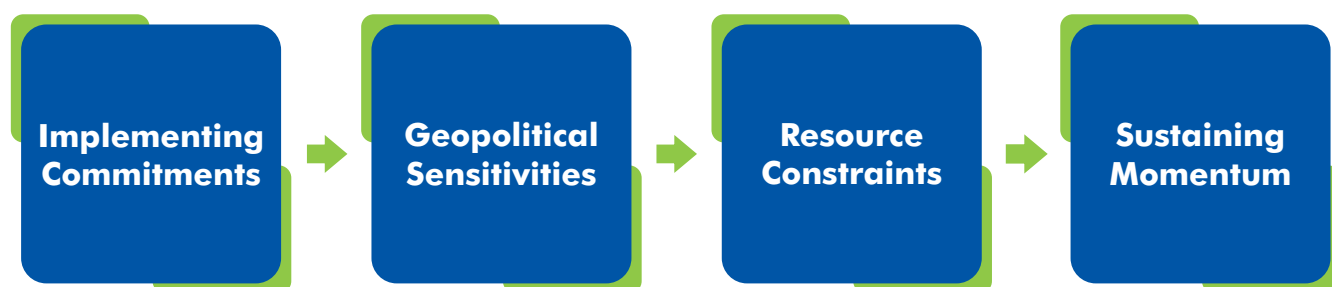 Implementing
Commitments
Geopolitical
Sensitivities
Resource
Constraints
Sustaining
Momentum